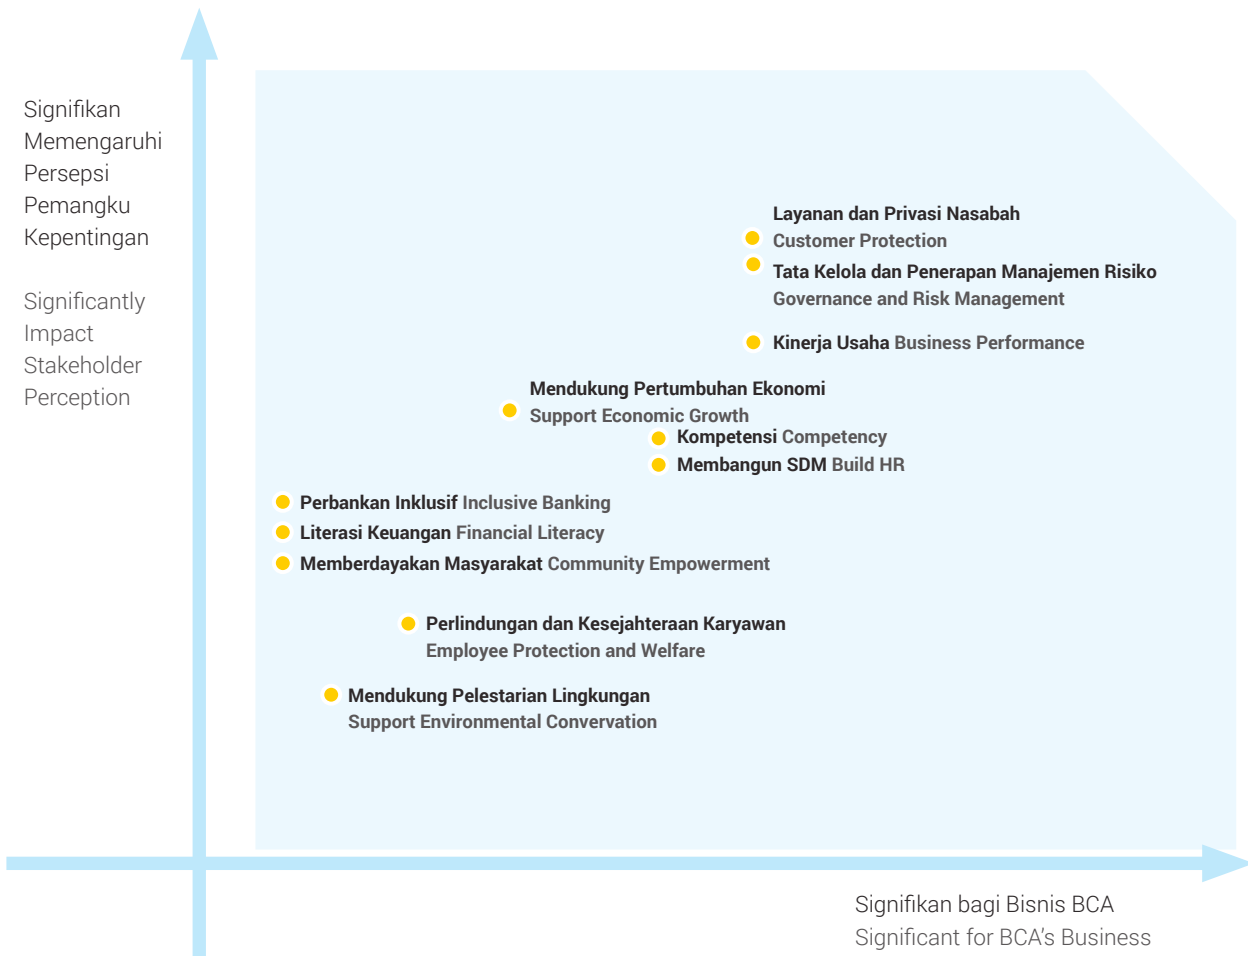 Signifikan
Memengaruhi
Persepsi
Pemangku
Kepentingan
Significantly
Impact
Stakeholder
Perception
Layanan dan Privasi Nasabah
Customer Protection
Tata Kelola dan Penerapan Manajemen Risiko
Governance and Risk Management
Kinerja Usaha Business Performance
Mendukung Pertumbuhan Ekonomi
Support Economic Growth
Kompetensi Competency
Membangun SDM Build HR
Perbankan Inklusif Inclusive Banking
Literasi Keuangan Financial Literacy
Memberdayakan Masyarakat Community Empowerment
Perlindungan dan Kesejahteraan Karyawan
Employee Protection and Welfare
Mendukung Pelestarian Lingkungan
Support Environmental Convervation
Signifikan bagi Bisnis BCA
Significant for BCA's Business